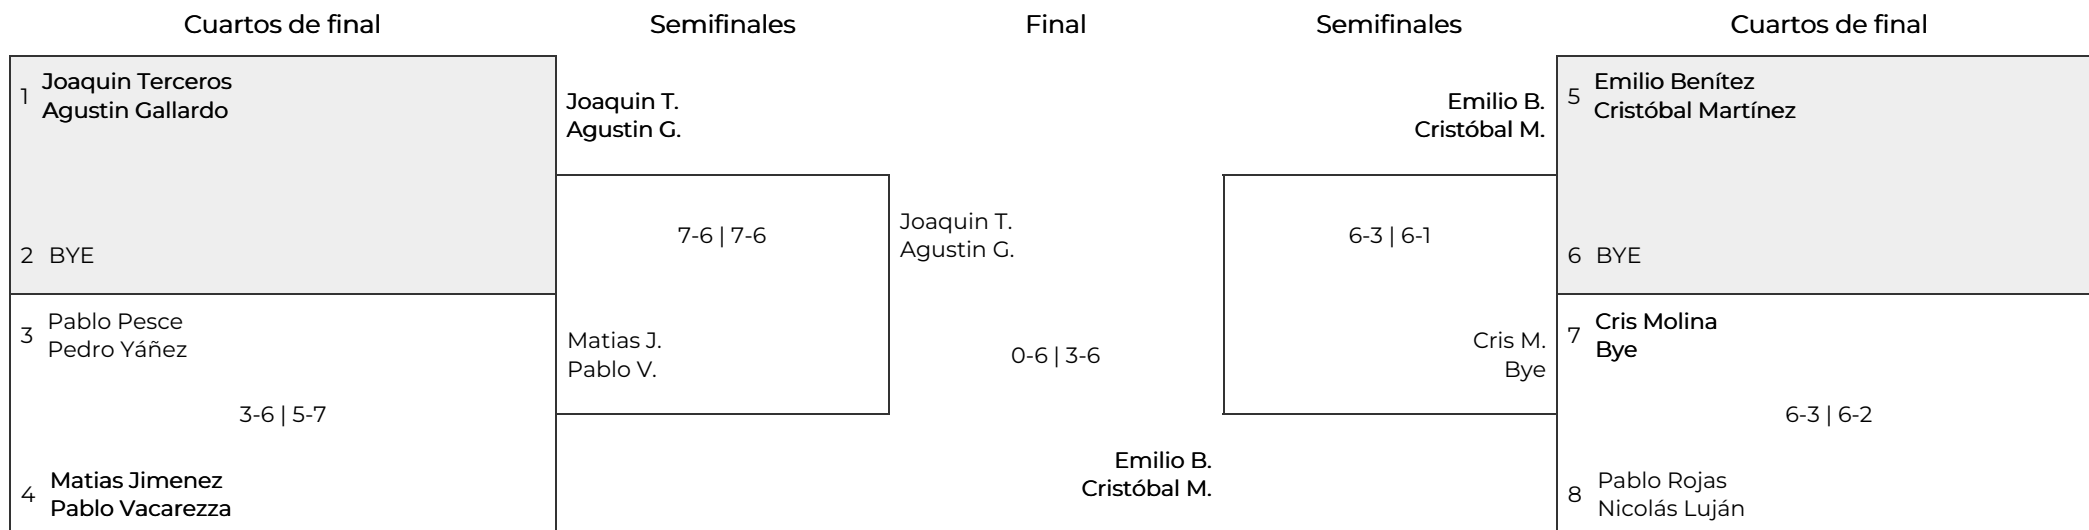 Cuartos de final
Semifinales
Final
Semifinales
Cuartos de final
1
Joaquin Terceros
Agustin Gallardo
2 BYE
3
Pablo Pesce
Pedro Yáñez
3-6 | 5-7
4
Matias Jimenez
Pablo Vacarezza
Joaquin T.
Agustin G.
7-6 | 7-6
Matias J.
Pablo V.
Joaquin T.
Agustin G.
0-6 | 3-6
Emilio B.
Cristóbal M.
Emilio B.
Cristóbal M.
6-3 | 6-1
Cris M.
Bye
5
Emilio Benítez
Cristóbal Martínez
6 BYE
7
Cris Molina
Bye
6-3 | 6-2
8
Pablo Rojas
Nicolás Luján